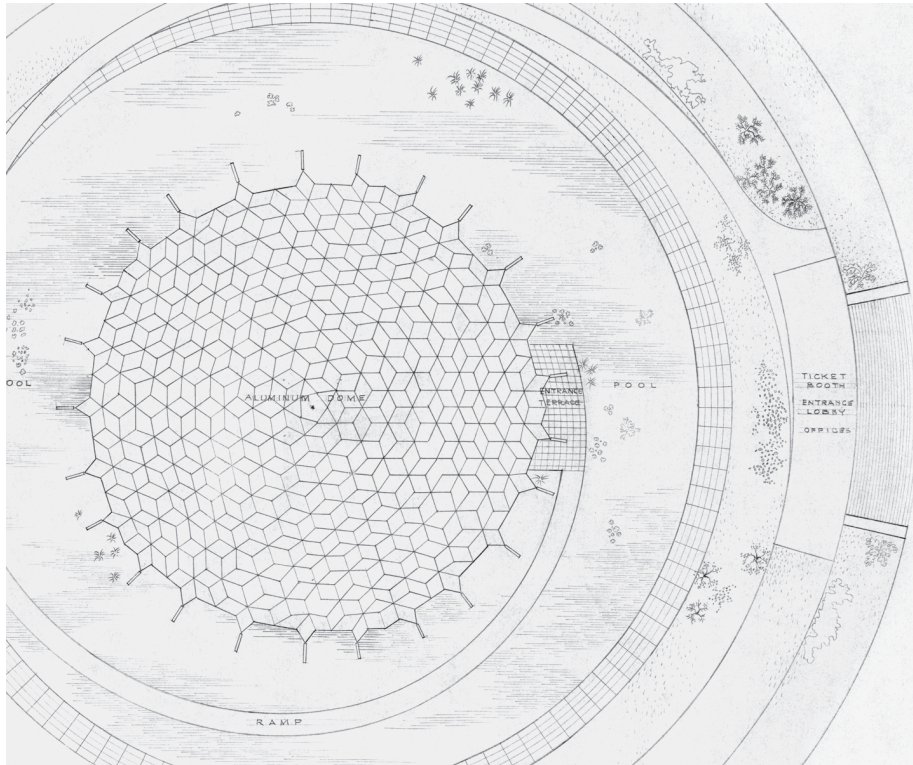 OOL
ALUMINUM DOME
ENTRANCE
TERRACE
POOL
TICKET
BOOTH
ENTRANCE
LOBBY
OFFICES
RAMP